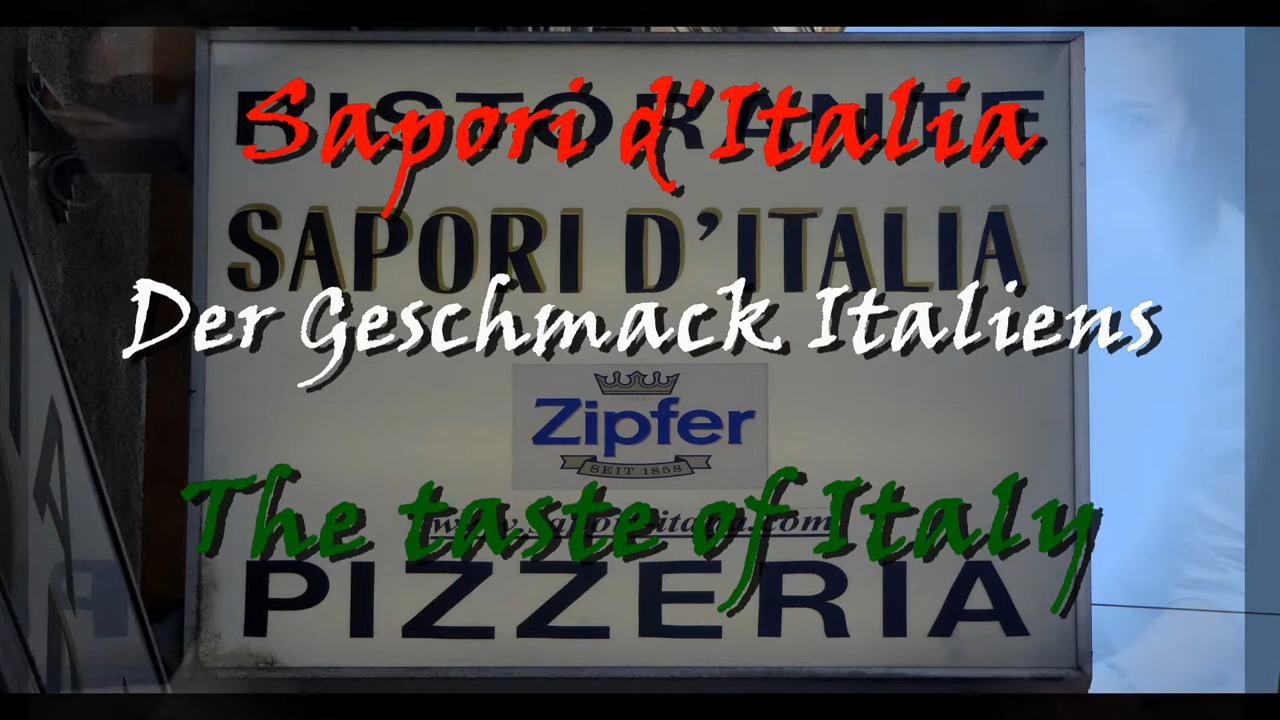 RISTORANTE
Sapori d'Italia
SAPORI D'ITALIA
Der Geschmack Italiens
Zipfer
SEIT 1858
The taste of Italy
PIZZERIA